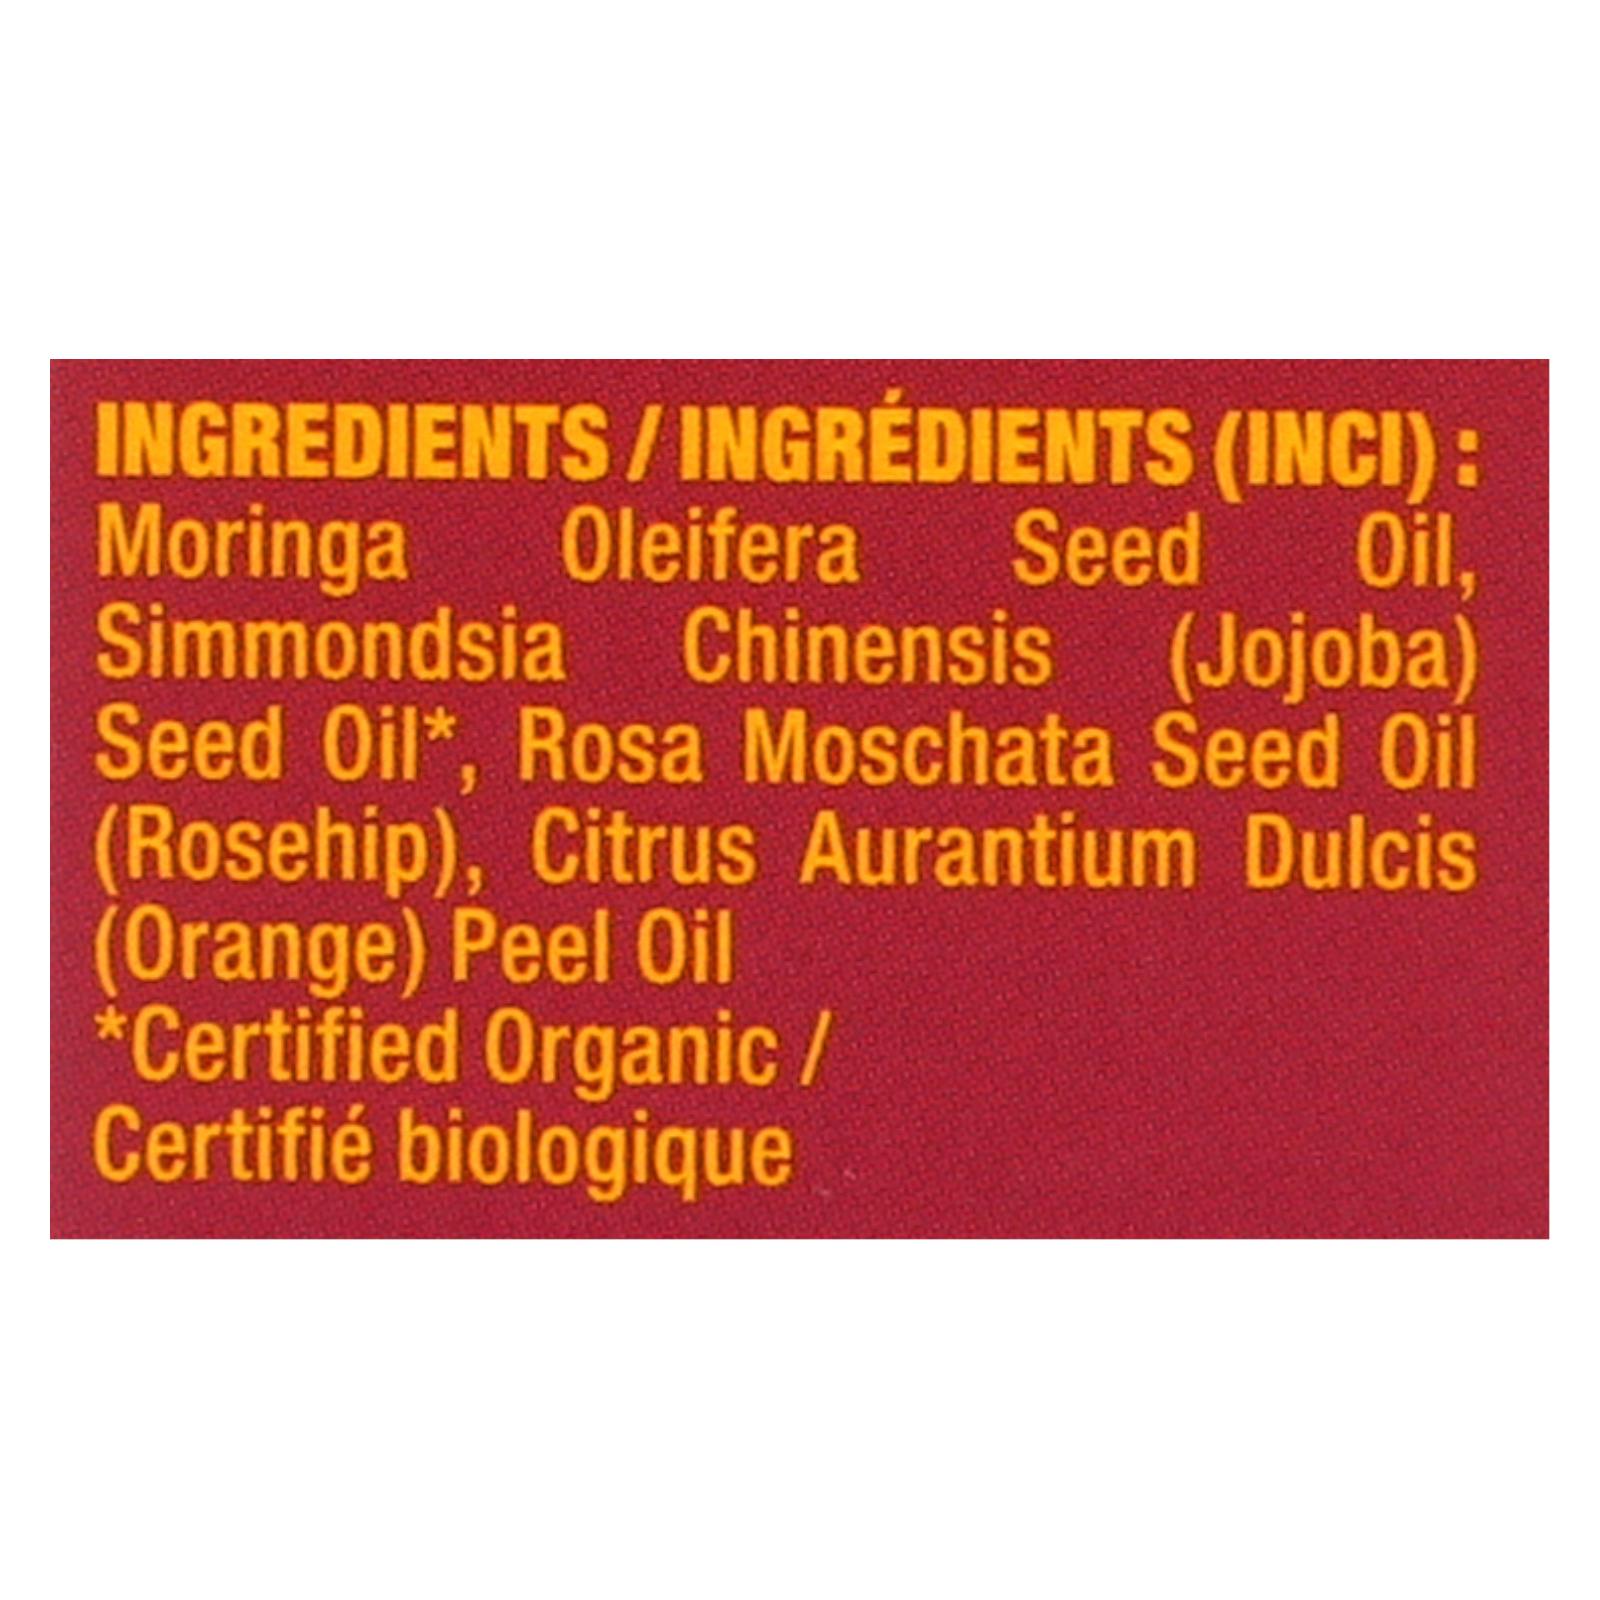 INGREDIENTS / INGRÉDIENTS (INCI) :
Moringa Oleifera Seed Oil,
Simmondsia Chinensis (Jojoba)
Seed Oil*, Rosa Moschata Seed Oil
(Rosehip), Citrus Aurantium Dulcis
(Orange) Peel Oil
*Certified Organic /
Certifié biologique